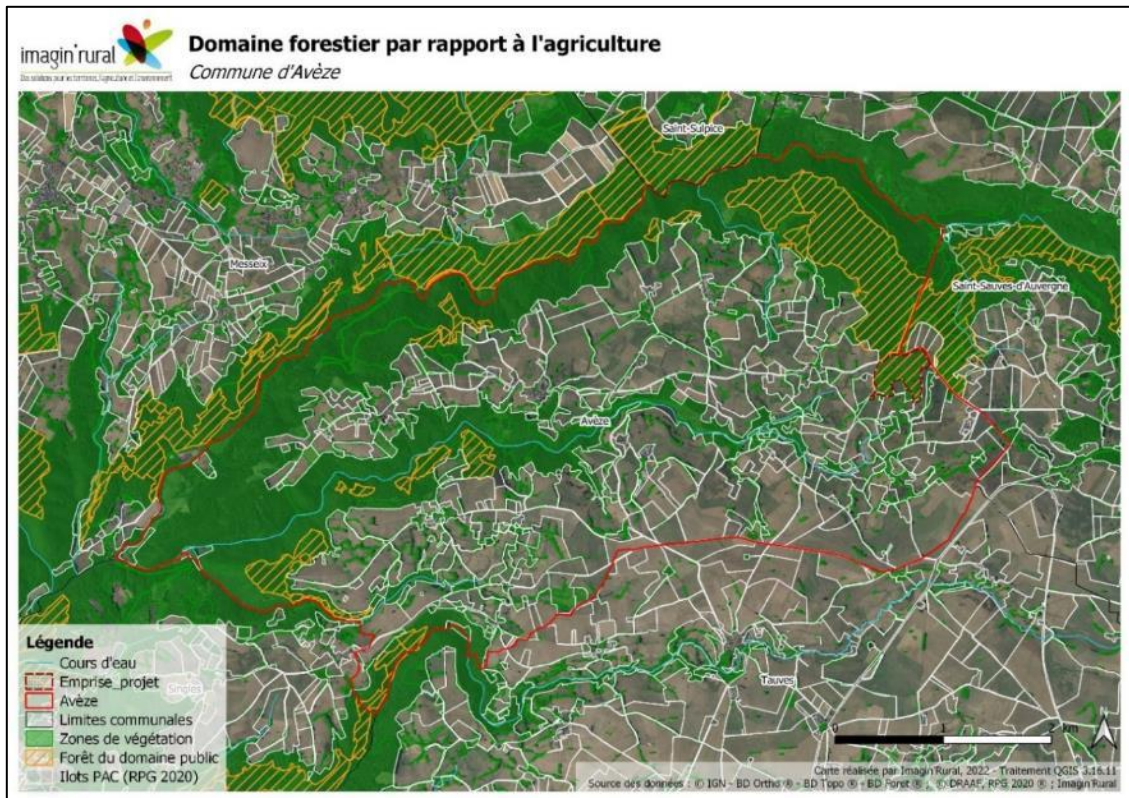 imagin'rural
Des solutions pour les territoires, l'agriculture et l'environnement
Domaine forestier par rapport à l'agriculture
Commune d'Avèze
Saint-Sulpice
Messeix
Saint-Sauves-d'Auvergne
Avèze
Tauves
Singles
Légende
Cours d'eau
Emprise_projet
Avèze
Limites communales
Zones de végétation
Forêt du domaine public
Ilots PAC (RPG 2020)
0 1 2 km
Carte réalisée par Imagin'Rural, 2022 - Traitement QGIS 3.16.11
Source des données : © IGN - BD Ortho ® - BD Topo ® - BD Foret ® ; © DRAAF, RPG 2020 ® ; Imagin'Rural